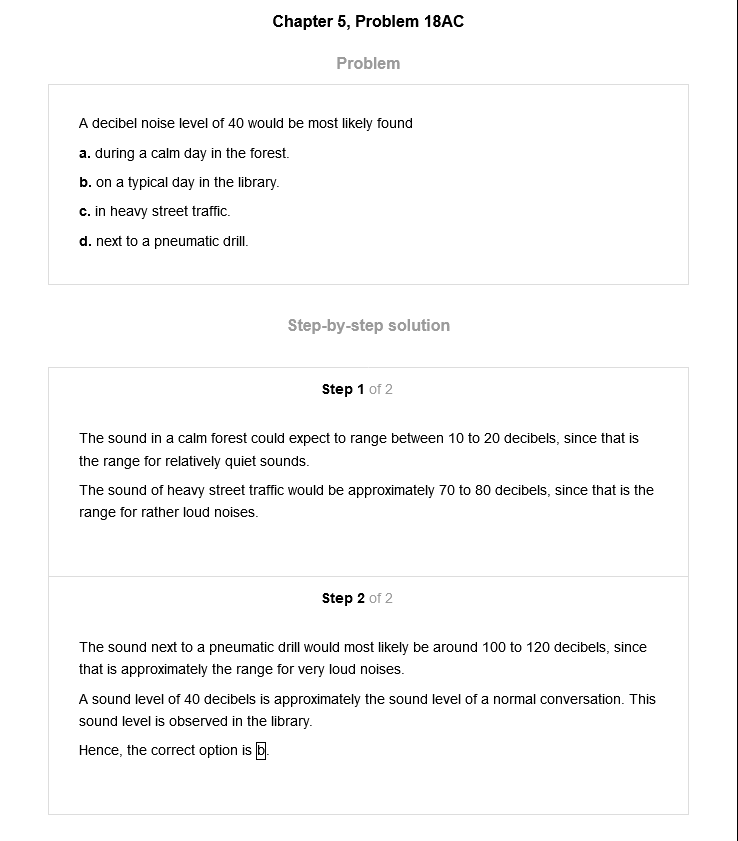 Chapter 5, Problem 18AC
Problem
A decibel noise level of 40 would be most likely found
a. during a calm day in the forest.
b. on a typical day in the library.
c. in heavy street traffic.
d. next to a pneumatic drill.
Step-by-step solution
Step 1 of 2
The sound in a calm forest could expect to range between 10 to 20 decibels, since that is
the range for relatively quiet sounds.
The sound of heavy street traffic would be approximately 70 to 80 decibels, since that is the
range for rather loud noises.
Step 2 of 2
The sound next to a pneumatic drill would most likely be around 100 to 120 decibels, since
that is approximately the range for very loud noises.
A sound level of 40 decibels is approximately the sound level of a normal conversation. This
sound level is observed in the library.
Hence, the correct option is b.